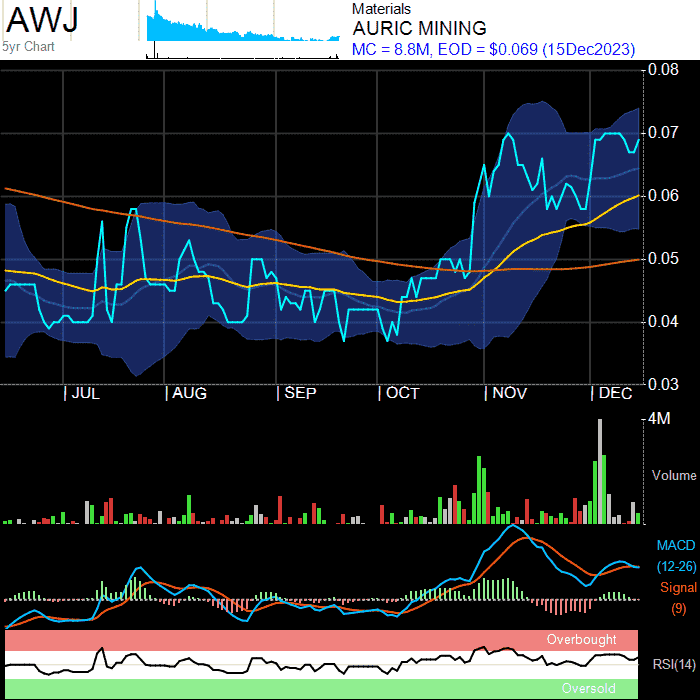 AWJ
5yr Chart
Materials
AURIC MINING
MC = 8.8M, EOD = $0.069 (15Dec2023)
0.08
0.07
0.06
0.05
0.04
0.03
JUL
AUG
SEP
OCT
NOV
DEC
4M
Volume
MACD
(12-26)
Signal
(9)
Overbought
RSI(14)
Oversold